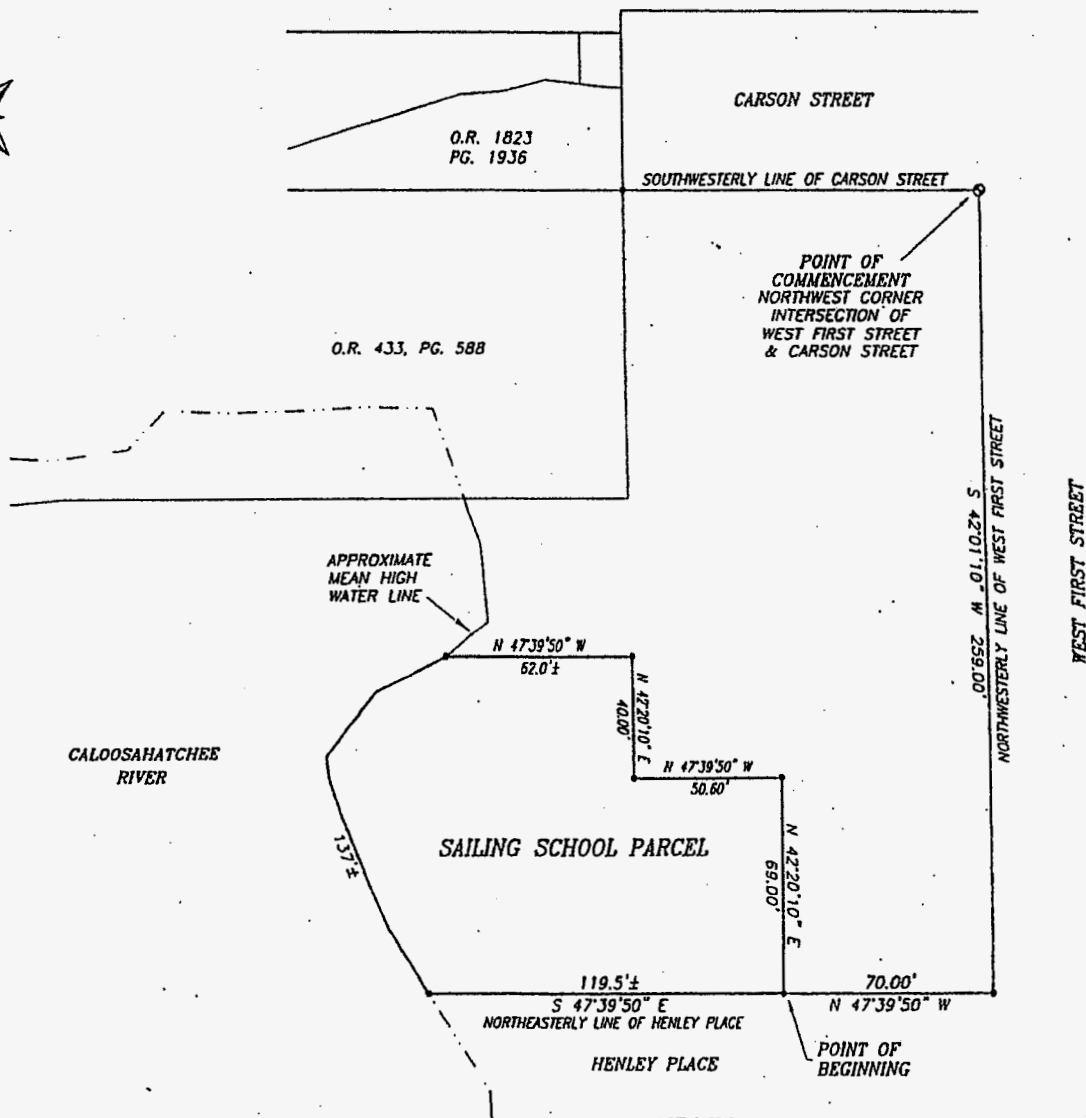 CARSON STREET
O.R. 1823
PG. 1936
SOUTHWESTERLY LINE OF CARSON STREET
POINT OF
COMMENCEMENT
NORTHWEST CORNER
INTERSECTION OF
WEST FIRST STREET
& CARSON STREET
O.R. 433, PG. 588
S 42°01'10" W 259.00'
NORTHWESTERLY LINE OF WEST FIRST STREET
WEST FIRST STREET
APPROXIMATE
MEAN HIGH
WATER LINE
N 47°39'50" W
62.0'±
N 42°20'10" E
40.00'
N 47°39'50" W
50.60'
CALOOSAHATCHEE
RIVER
137'±
SAILING SCHOOL PARCEL
N 42°20'10" E
69.00'
119.5'±
S 47°39'50" E
NORTHEASTERLY LINE OF HENLEY PLACE
70.00'
N 47°39'50" W
HENLEY PLACE
POINT OF
BEGINNING